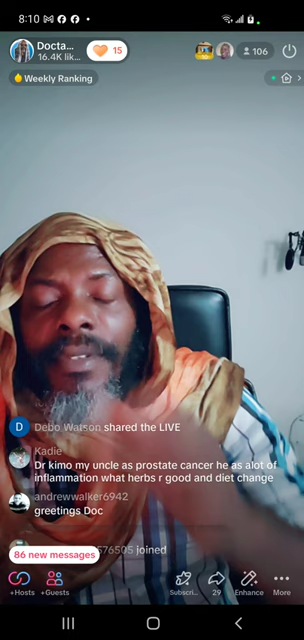 8:10
Docta...
16.4K lik...
15
106
Weekly Ranking
Debo Watson shared the LIVE
Kadie
Dr kimo my uncle as prostate cancer he as alot of
inflammation what herbs r good and diet change
andrewwalker6942
greetings Doc
86 new messages
576505 joined
+Hosts
+Guests
Subscri...
29
Enhance
More